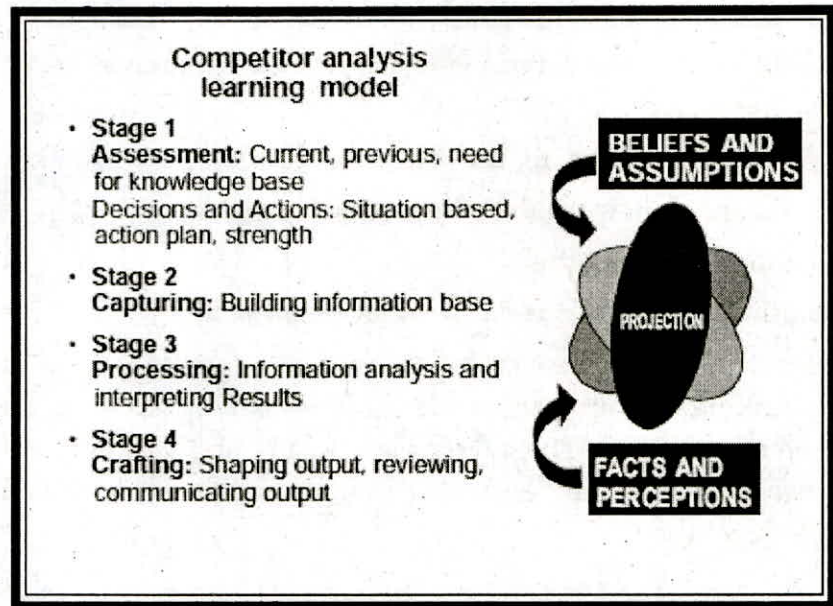 Competitor analysis
learning model
• Stage 1
Assessment: Current, previous, need
for knowledge base
Decisions and Actions: Situation based,
action plan, strength
• Stage 2
Capturing: Building information base
• Stage 3
Processing: Information analysis and
interpreting Results
• Stage 4
Crafting: Shaping output, reviewing,
communicating output
BELIEFS AND
ASSUMPTIONS
PROJECTION
FACTS AND
PERCEPTIONS